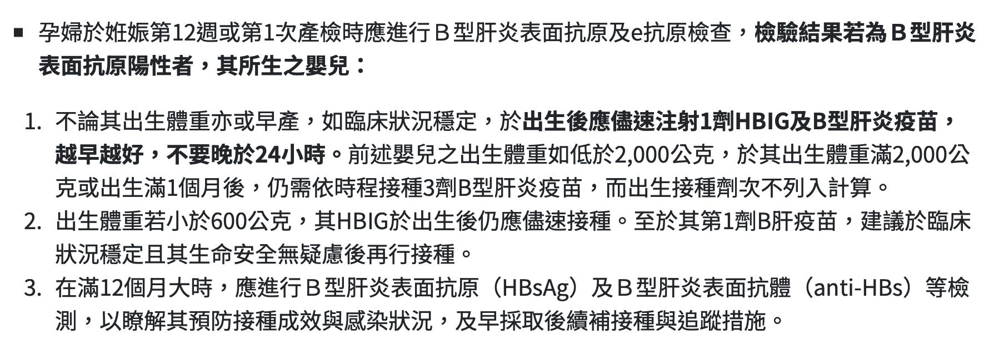 ▪ 孕婦於妊娠第12週或第1次產檢時應進行Ｂ型肝炎表面抗原及e抗原檢查，檢驗結果若為Ｂ型肝炎
表面抗原陽性者，其所生之嬰兒：
1. 不論其出生體重亦或早產，如臨床狀況穩定，於出生後應儘速注射1劑HBIG及B型肝炎疫苗，
越早越好，不要晚於24小時。前述嬰兒之出生體重如低於2,000公克，於其出生體重滿2,000公
克或出生滿1個月後，仍需依時程接種3劑B型肝炎疫苗，而出生接種劑次不列入計算。
2. 出生體重若小於600公克，其HBIG於出生後仍應儘速接種。至於其第1劑B肝疫苗，建議於臨床
狀況穩定且其生命安全無疑慮後再行接種。
3. 在滿12個月大時，應進行Ｂ型肝炎表面抗原（HBsAg）及Ｂ型肝炎表面抗體（anti-HBs）等檢
測，以瞭解其預防接種成效與感染狀況，及早採取後續補接種與追蹤措施。